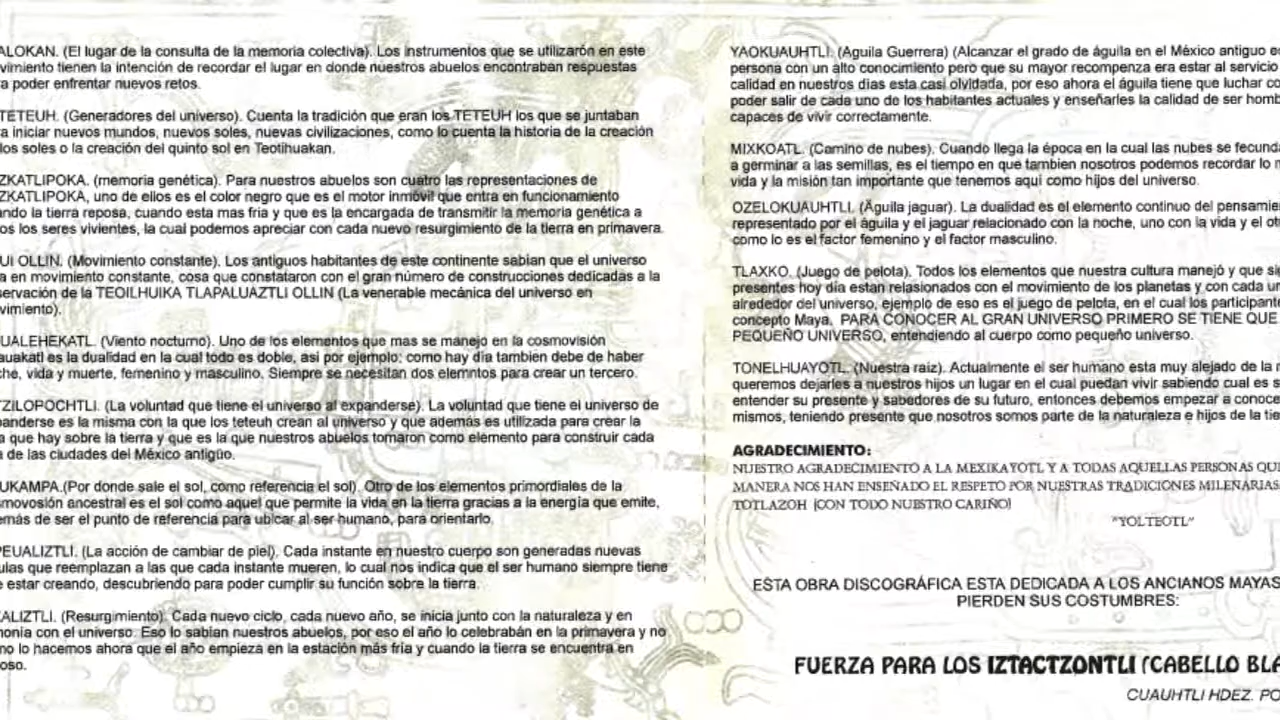 ALOKAN. (El lugar de la consulta de la memoria colectiva). Los instrumentos que se utilizarón en este
vimiento tienen la intención de recordar el lugar en donde nuestros abuelos encontraban respuestas
a poder enfrentar nuevos retos.
TETEUH. (Generadores del universo). Cuenta la tradición que eran los TETEUH los que se juntaban
a iniciar nuevos mundos, nuevos soles, nuevas civilizaciones, como lo cuenta la historia de la creación
los soles o la creación del quinto sol en Teotihuakan.
ZKATLIPOKA. (memoria genética). Para nuestros abuelos son cuatro las representaciones de
ZKATLIPOKA, uno de ellos es el color negro que es el motor inmóvil que entra en funcionamiento
ando la tierra reposa, cuando esta mas fria y que es la encargada de transmitir la memoria genética a
os los seres vivientes, la cual podemos apreciar con cada nuevo resurgimiento de la tierra en primavera.
UI OLLIN. (Movimiento constante). Los antiguos habitantes de este continente sabian que el universo
a en movimiento constante, cosa que constataron con el gran número de construcciones dedicadas a la
servación de la TEOILHUIKA TLAPALUAZTLI OLLIN (La venerable mecánica del universo en
vimiento).
UALEHEKATL. (Viento nocturno). Uno de los elementos que mas se manejo en la cosmovisión
auakatl es la dualidad en la cual todo es doble, asi por ejemplo: como hay día tambien debe de haber
he, vida y muerte, femenino y masculino. Siempre se necesitan dos elemntos para crear un tercero.
TZILOPOCHTLI. (La voluntad que tiene el universo al expanderse). La voluntad que tiene el universo de
panderse es la misma con la que los teteuh crean al universo y que además es utilizada para crear la
a que hay sobre la tierra y que es la que nuestros abuelos tomaron como elemento para construir cada
a de las ciudades del México antigüo.
UKAMPA.(Por donde sale el sol, como referencia el sol). Otro de los elementos primordiales de la
smovosión ancestral es el sol como aquel que permite la vida en la tierra gracias a la energía que emite,
emás de ser el punto de referencia para ubicar al ser humano, para orientarlo.
PEUALIZTLI. (La acción de cambiar de piel). Cada instante en nuestro cuerpo son generadas nuevas
ulas que reemplazan a las que cada instante mueren, lo cual nos indica que el ser humano siempre tiene
e estar creando, descubriendo para poder cumplir su función sobre la tierra.
ALIZTLI. (Resurgimiento). Cada nuevo ciclo, cada nuevo año, se inicia junto con la naturaleza y en
monia con el universo. Eso lo sabían nuestros abuelos, por eso el año lo celebrabán en la primavera y no
mo lo hacemos ahora que el año empieza en la estación más fria y cuando la tierra se encuentra en
oso.
YAOKUAUHTLI. (Aguila Guerrera) (Alcanzar el grado de águila en el México antiguo e
persona con un alto conocimiento pero que su mayor recompenza era estar al servicio
calidad en nuestros días esta casi olvidada, por eso ahora el águila tiene que luchar co
poder salir de cada uno de los habitantes actuales y enseñarles la calidad de ser homb
capaces de vivir correctamente.
MIXKOATL. (Camino de nubes). Cuando llega la época en la cual las nubes se fecunda
a germinar a las semillas, es el tiempo en que tambien nosotros podemos recordar lo m
vida y la misión tan importante que tenemos aquí como hijos del universo.
OZELOKUAUHTLI. (Águila jaguar). La dualidad es el elemento continuo del pensamie
representado por el águila y el jaguar relacionado con la noche, uno con la vida y el ot
como lo es el factor femenino y el factor masculino.
TLAXKO. (Juego de pelota). Todos los elementos que nuestra cultura manejó y que si
presentes hoy día estan relasionados con el movimiento de los planetas y con cada un
alrededor del universo, ejemplo de eso es el juego de pelota, en el cual los participante
concepto Maya. PARA CONOCER AL GRAN UNIVERSO PRIMERO SE TIENE QUE
PEQUEÑO UNIVERSO, entendiendo al cuerpo como pequeño universo.
TONELHUAYOTL. (Nuestra raíz). Actualmente el ser humano esta muy alejado de la n
queremos dejarles a nuestros hijos un lugar en el cual puedan vivir sabiendo cual es s
entender su presente y sabedores de su futuro, entonces debemos empezar a conoce
mismos, teniendo presente que nosotros somos parte de la naturaleza e hijos de la tie
AGRADECIMIENTO:
NUESTRO AGRADECIMIENTO A LA MEXIKAYOTL Y A TODAS AQUELLAS PERSONAS QU
MANERA NOS HAN ENSEÑADO EL RESPETO POR NUESTRAS TRADICIONES MILENARIAS.
TOTLAZOH (CON TODO NUESTRO CARIÑO)
"YOLTEOTL"
ESTA OBRA DISCOGRÁFICA ESTA DEDICADA A LOS ANCIANOS MAYAS
PIERDEN SUS COSTUMBRES:
FUERZA PARA LOS IZTACTZONTLI (CABELLO BLA
CUAUHTLI HDEZ. PO